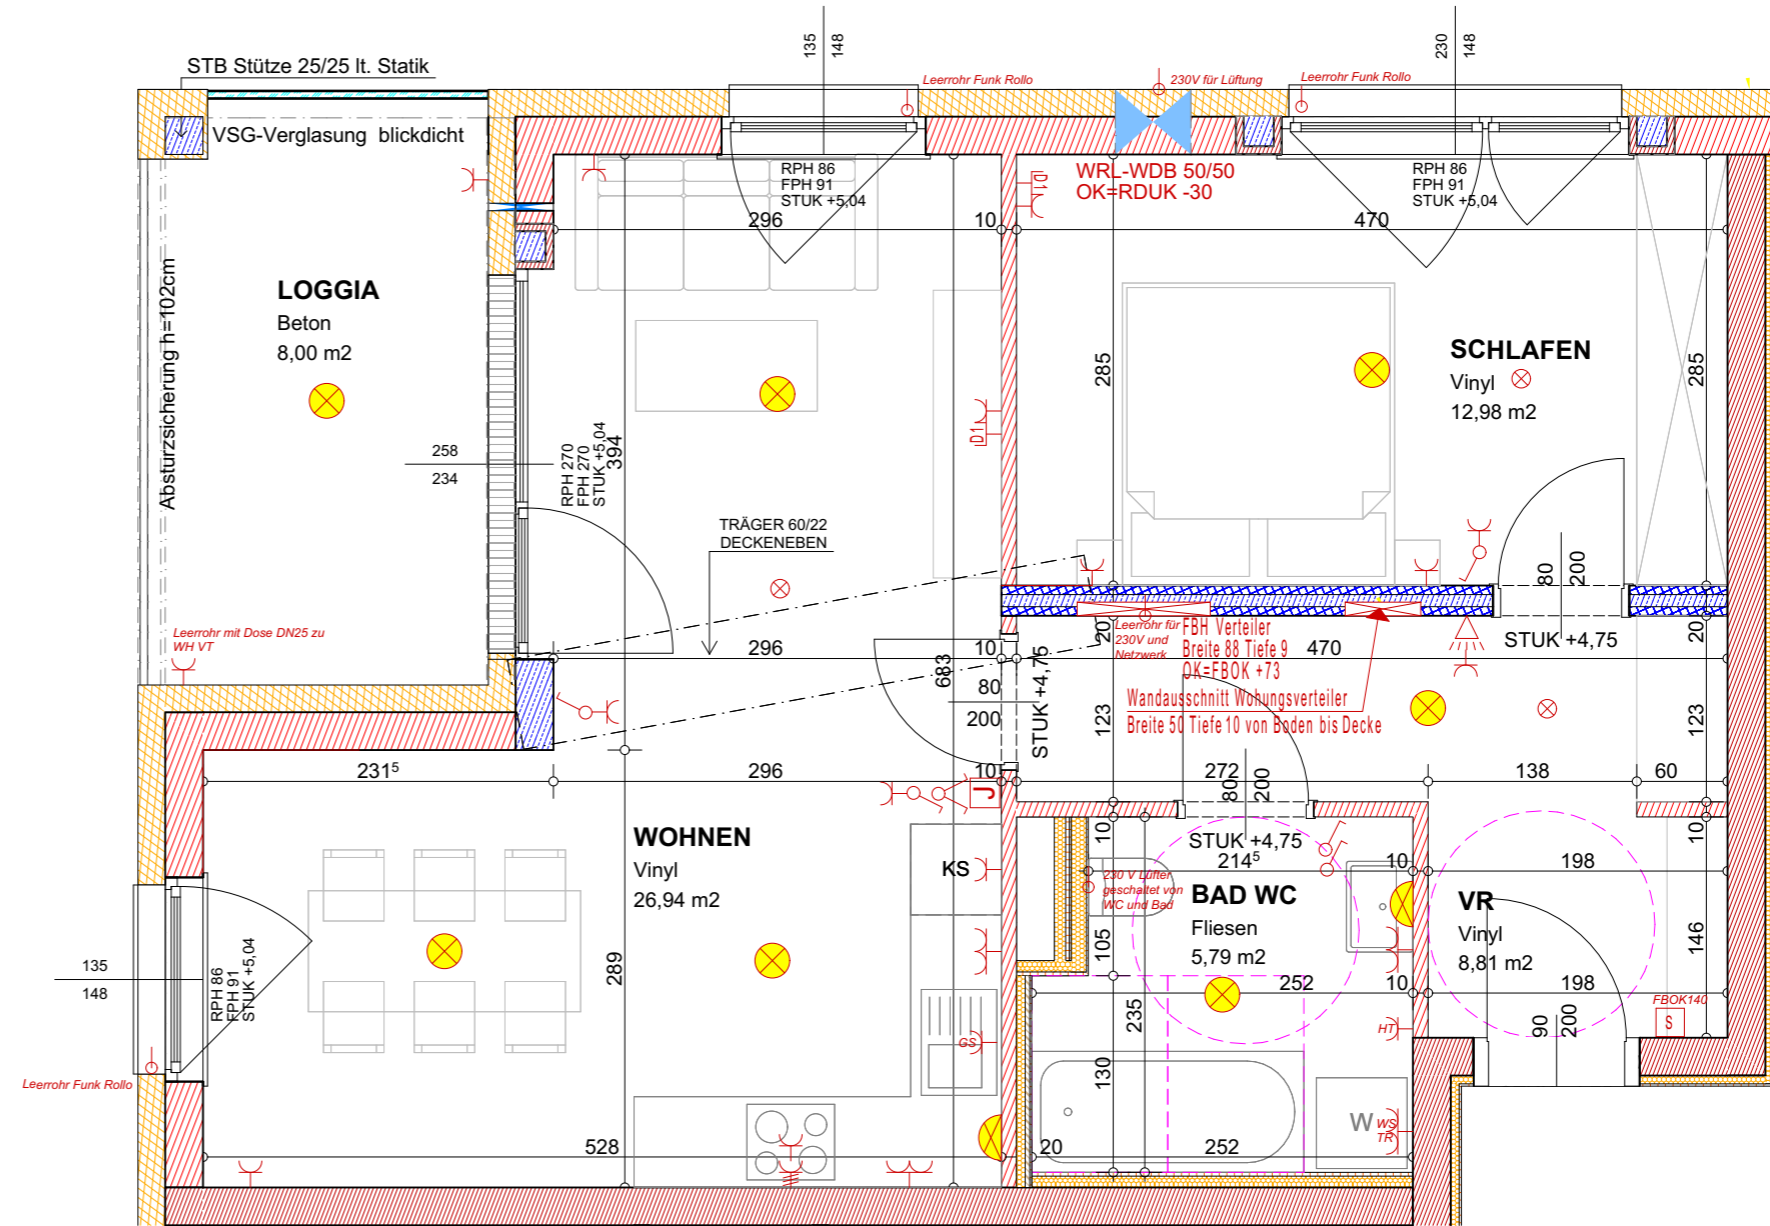 135
148
230
148
STB Stütze 25/25 lt. Statik
Leerrohr Funk Rollo
230V für Lüftung
Leerrohr Funk Rollo
VSG-Verglasung blickdicht
RPH 86
FPH 91
STUK +5,04
D1
WRL-WDB 50/50
OK=RDUK -30
RPH 86
FPH 91
STUK +5,04
296
10
470
LOGGIA
Beton
8,00 m2
Absturzsicherung h=102cm
258
234
RPH 270
FPH 270
STUK +5,04
394
D1
285
SCHLAFEN
Vinyl
12,98 m2
285
TRÄGER 60/22
DECKENEBEN
80
200
STUK +4,75
Leerrohr mit Dose DN25 zu
WH VT
296
10
683
80
200
STUK +4,75
20
Leerrohr für
230V und
Netzwerk
FBH Verteiler
Breite 88 Tiefe 9
OK=FBOK +73
470
20
Wandausschnitt Wohungsverteiler
Breite 50 Tiefe 10 von Boden bis Decke
123
123
231⁵
296
10
272
80
200
138
60
J
WOHNEN
Vinyl
26,94 m2
KS
10
STUK +4,75
214⁵
10
198
10
230 V Lüfter
geschaltet von
WC und Bad
BAD WC
Fliesen
5,79 m2
VR
Vinyl
8,81 m2
105
146
135
148
RPH 86
FPH 91
STUK +5,04
289
252
10
198
235
GS
HT
FBOK140
S
90
200
Leerrohr Funk Rollo
130
W
WS
TR
528
20
252